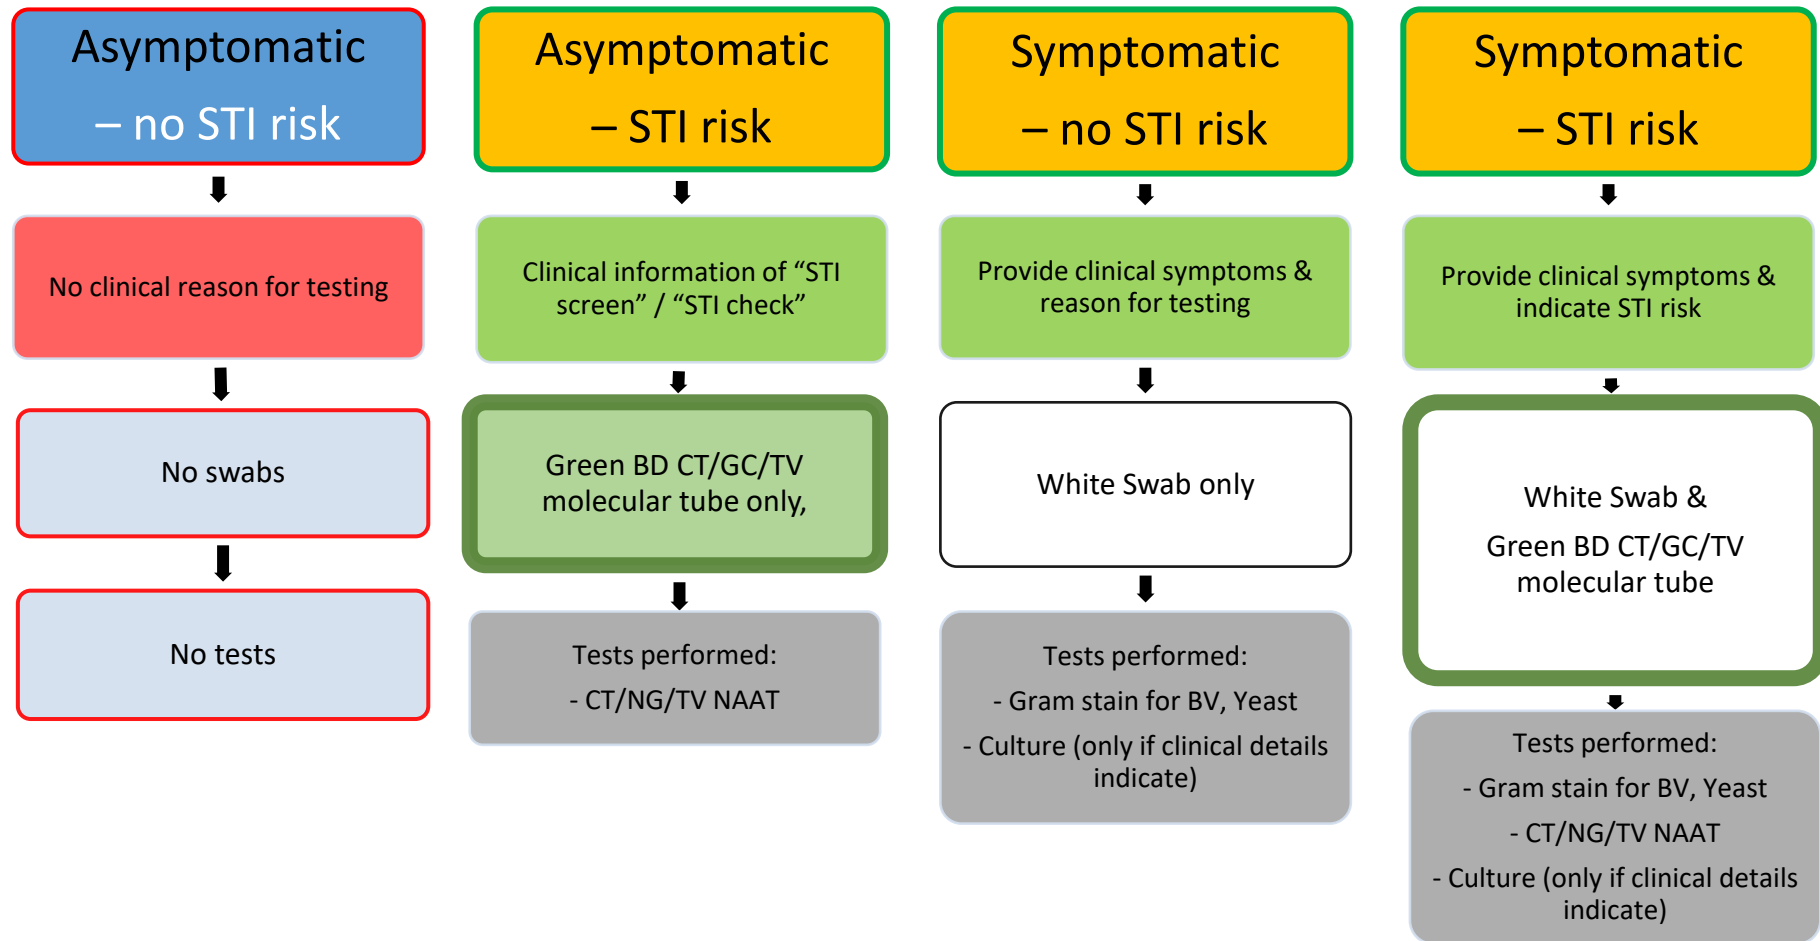 Asymptomatic
– no STI risk
No clinical reason for testing
No swabs
No tests
Asymptomatic
– STI risk
Clinical information of “STI
screen” / “STI check”
Green BD CT/GC/TV
molecular tube only,
Tests performed:
- CT/NG/TV NAAT
Symptomatic
– no STI risk
Provide clinical symptoms &
reason for testing
White Swab only
Tests performed:
- Gram stain for BV, Yeast
- Culture (only if clinical details
indicate)
Symptomatic
– STI risk
Provide clinical symptoms &
indicate STI risk
White Swab &
Green BD CT/GC/TV
molecular tube
Tests performed:
- Gram stain for BV, Yeast
- CT/NG/TV NAAT
- Culture (only if clinical details
indicate)